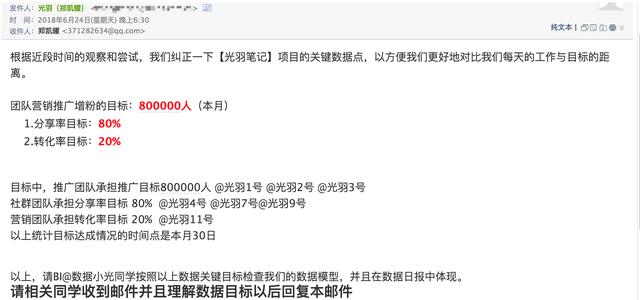 发件人： 光羽（郑凯耀）
时 间： 2018年6月24日(星期天) 晚上6:30
收件人： 郑凯耀 <371282634@qq.com>
纯文本 |
根据近段时间的观察和尝试，我们纠正一下【光羽笔记】项目的关键数据点，以方便我们更好地对比我们每天的工作与目标的距
离。
团队营销推广增粉的目标：800000人（本月）
1.分享率目标：80%
2.转化率目标：20%
目标中，推广团队承担推广目标800000人 @光羽1号 @光羽2号 @光羽3号
社群团队承担分享率目标 80% @光羽4号 @光羽7号@光羽9号
营销团队承担转化率目标 20% @光羽11号
以上统计目标达成情况的时间点是本月30日
以上，请BI@数据小光同学按照以上数据关键目标检查我们的数据模型，并且在数据日报中体现。
请相关同学收到邮件并且理解数据目标以后回复本邮件